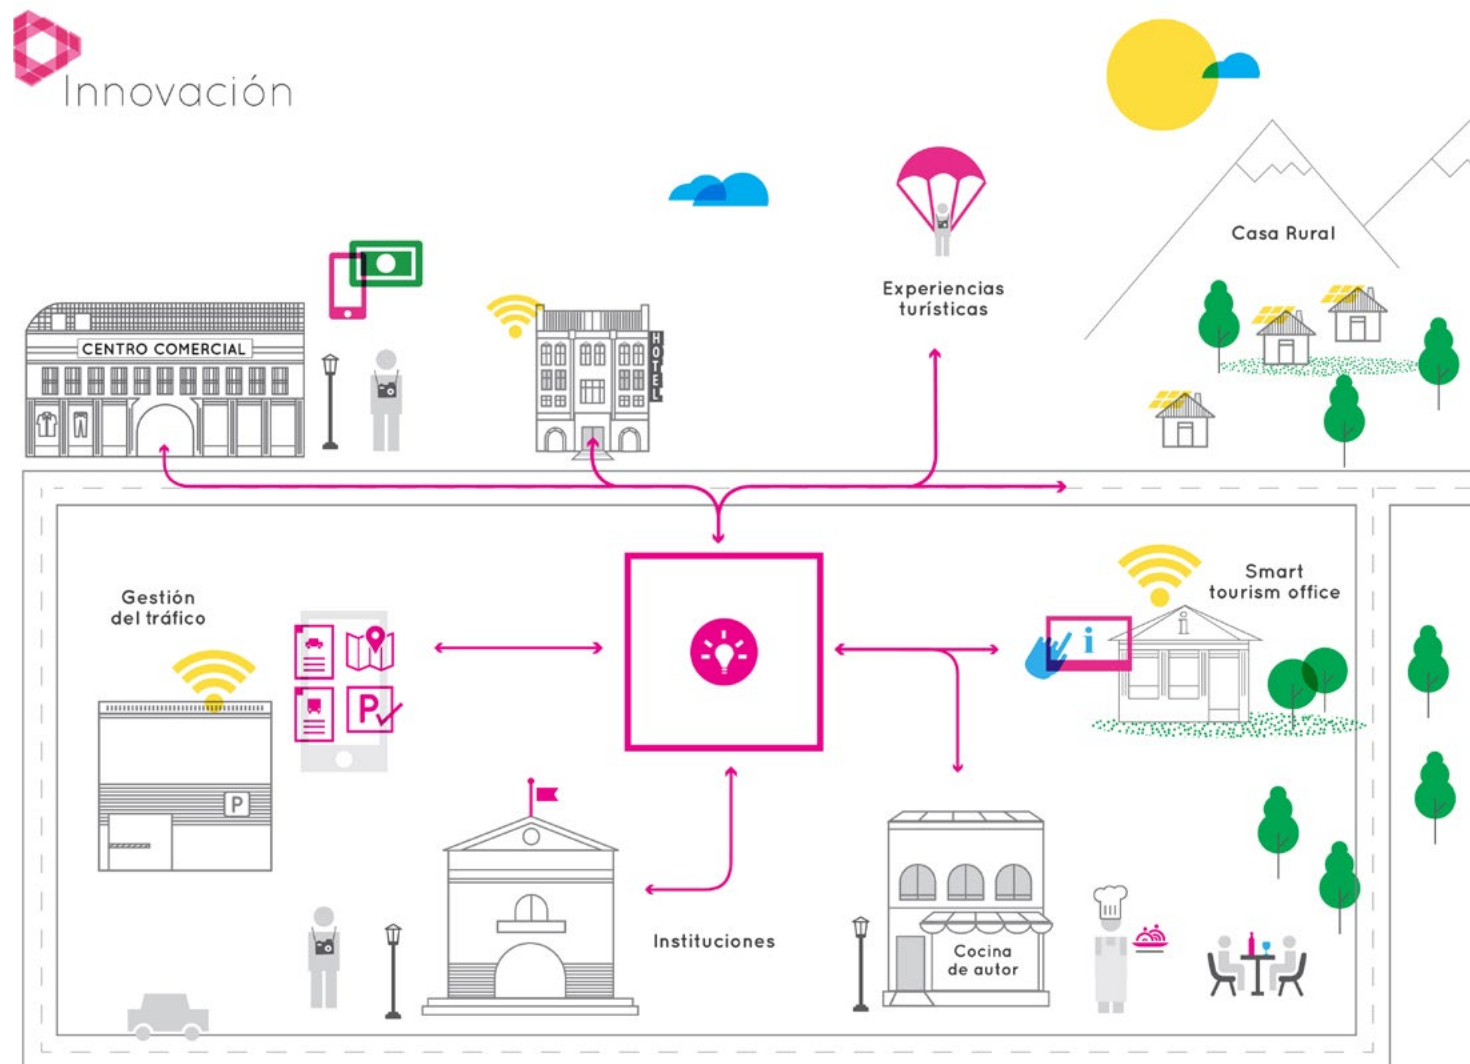 Innovación
Casa Rural
Experiencias
turísticas
CENTRO COMERCIAL
HOTEL
Gestión
del tráfico
Smart
tourism office
i
i
P
P
Instituciones
Cocina
de autor